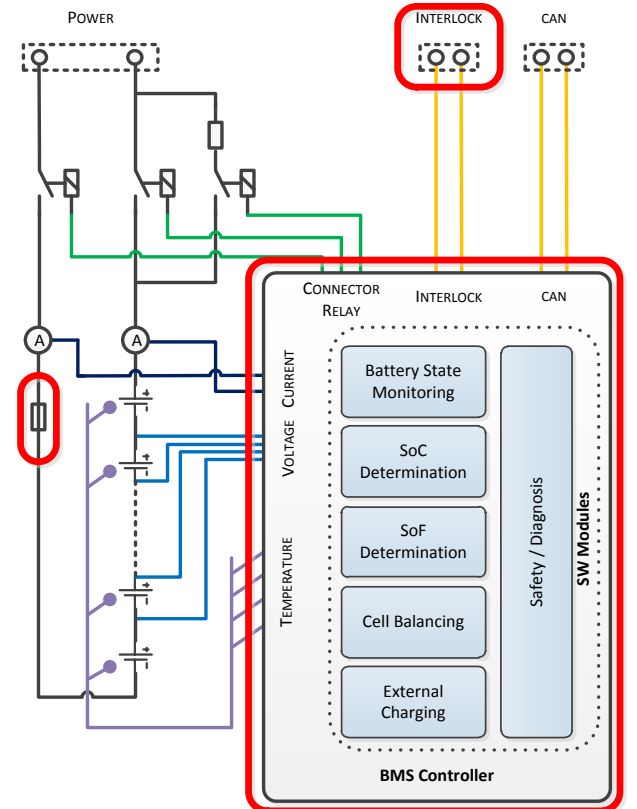 POWER
INTERLOCK
CAN
A
A
CONNECTOR
RELAY
INTERLOCK
CAN
CURRENT
VOLTAGE
TEMPERATURE
Battery State
Monitoring
SoC
Determination
SoF
Determination
Cell Balancing
External
Charging
Safety / Diagnosis
SW Modules
BMS Controller